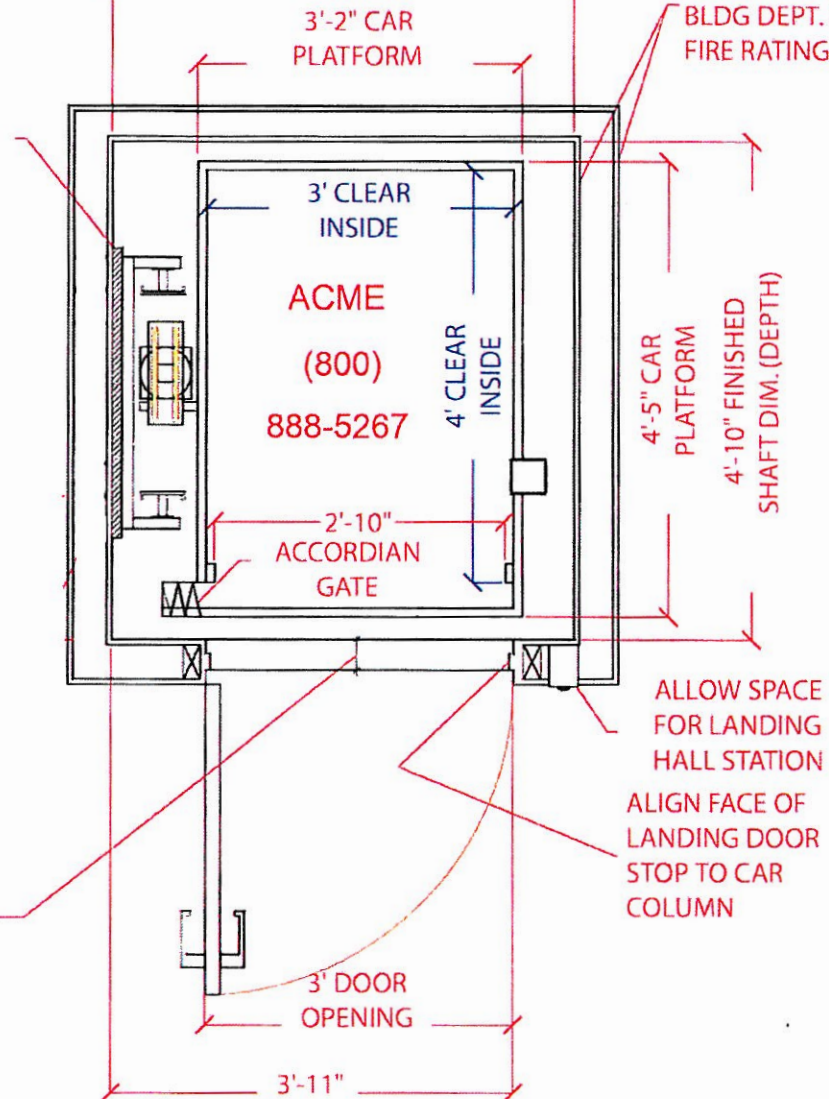 3'-2" CAR
PLATFORM
BLDG DEPT.
FIRE RATING
3' CLEAR
INSIDE
ACME
(800)
888-5267
4' CLEAR
INSIDE
4'-5" CAR
PLATFORM
4'-10" FINISHED
SHAFT DIM. (DEPTH)
2'-10"
ACCORDIAN
GATE
ALLOW SPACE
FOR LANDING
HALL STATION
ALIGN FACE OF
LANDING DOOR
STOP TO CAR
COLUMN
3' DOOR
OPENING
3'-11"